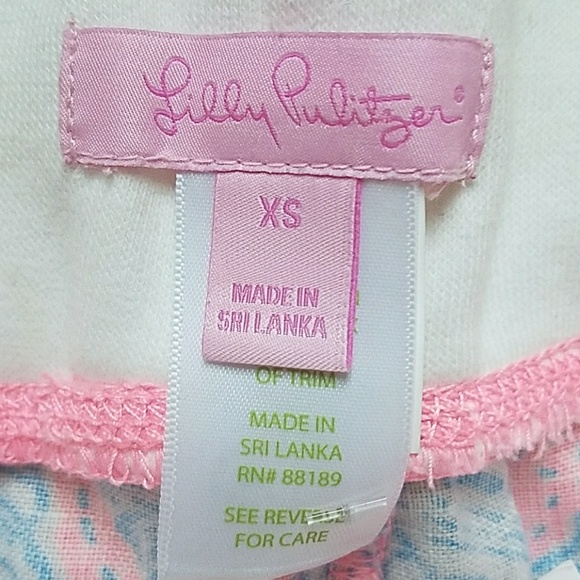 Lilly Pulitzer®
XS
MADE IN
SRI LANKA
OF TRIM
MADE IN
SRI LANKA
RN# 88189
SEE REVERSE
FOR CARE